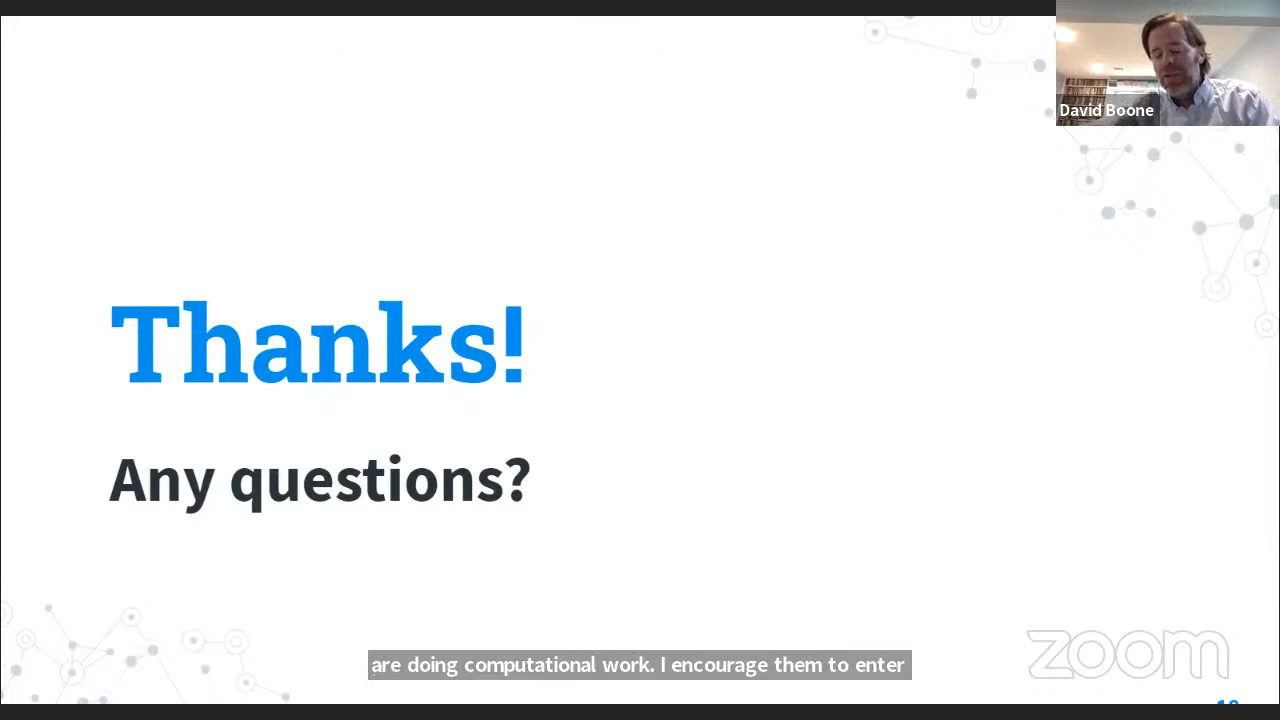 David Boone
Thanks!
Any questions?
are doing computational work. I encourage them to enter
zoom